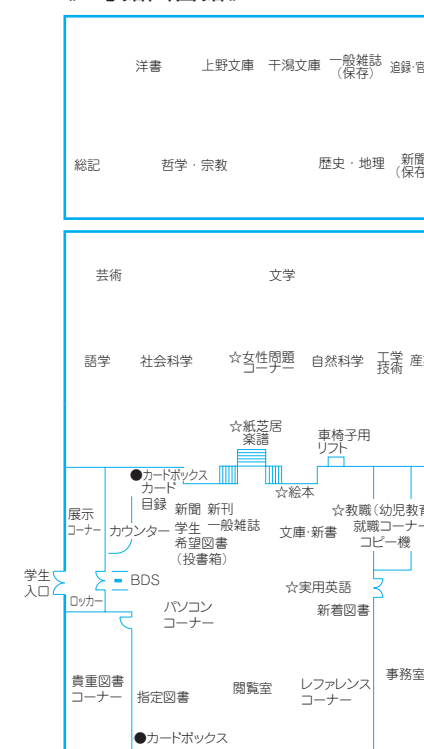 洋書 上野文庫 干潟文庫 一般雑誌 追録・官
（保存）
総記 哲学・宗教 歴史・地理 新聞
（保存
芸術 文学
語学 社会科学 ☆女性問題 自然科学 工学 産
コーナー 技術
☆紙芝居
楽譜
車椅子用
リフト
●カードボックス
カード
目録
☆絵本
新聞 新刊
展示
コーナー
カウンター
学生 一般雑誌
希望図書
（投書箱）
文庫・新書
☆教職（幼児教育
就職コーナー
コピー機
学生
入口
BDS
ロッカー
☆実用英語
新着図書
パソコン
コーナー
貴重図書
コーナー
指定図書
閲覧室
レファレンス
コーナー
事務室
●カードボックス